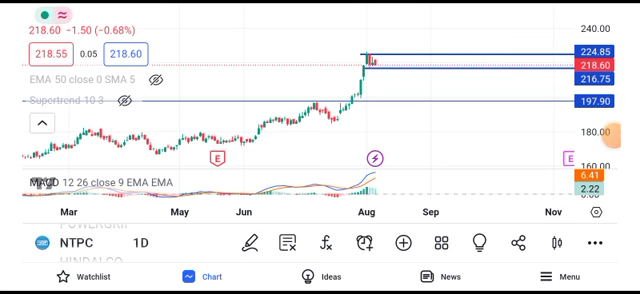 240.00
218.60 −1.50 (−0.68%)
218.55 0.05 218.60
224.85
218.60
216.75
EMA 50 close 0 SMA 5
Supertrend 10 3
197.90
180.00
160.00
E
E
MACD 12 26 close 9 EMA EMA
6.41
2.22
Mar May Jun Aug Sep Nov
POWERGRID
NTPC 1D
HINDALCO
Watchlist Chart Ideas News Menu